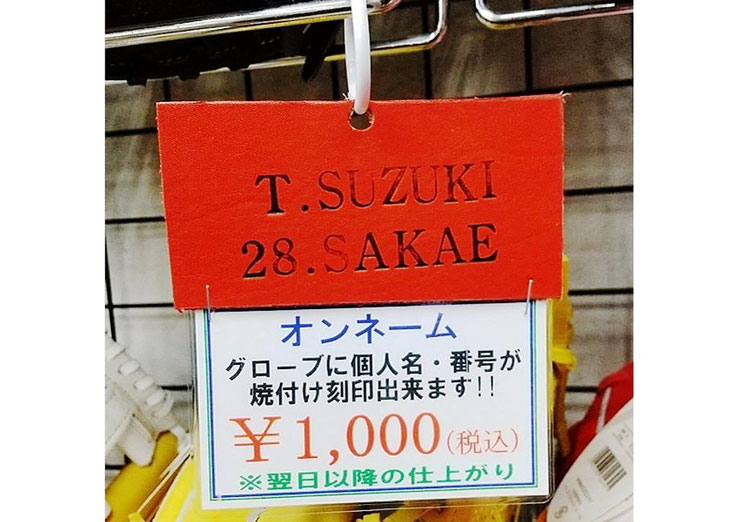 T.SUZUKI
28.SAKAE
オンネーム
グローブに個人名・番号が
焼付け刻印出来ます!!
￥1,000(税込)
※翌日以降の仕上がり